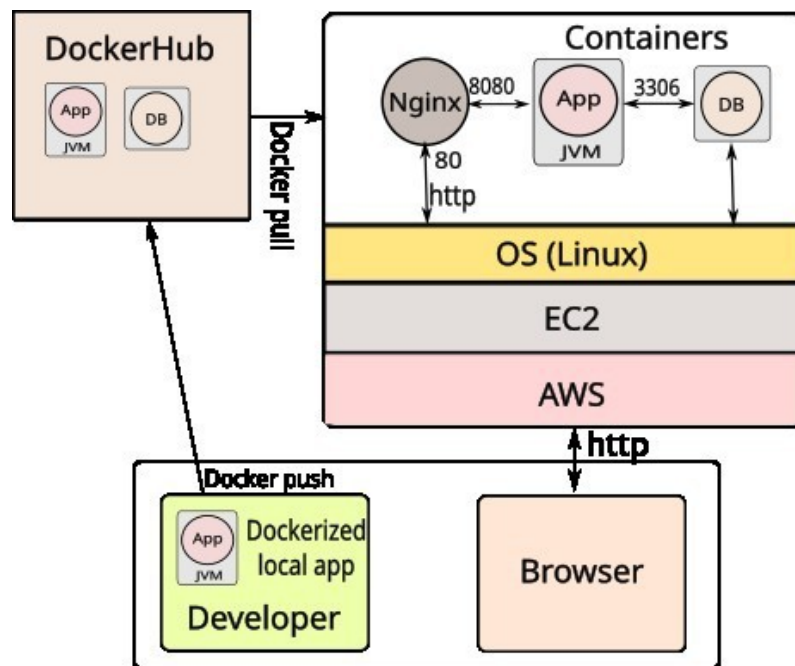 DockerHub
App
JVM
DB
Docker pull
Containers
Nginx
8080
App
JVM
3306
DB
80
http
OS (Linux)
EC2
AWS
http
Docker push
App
JVM
Dockerized
local app
Developer
Browser